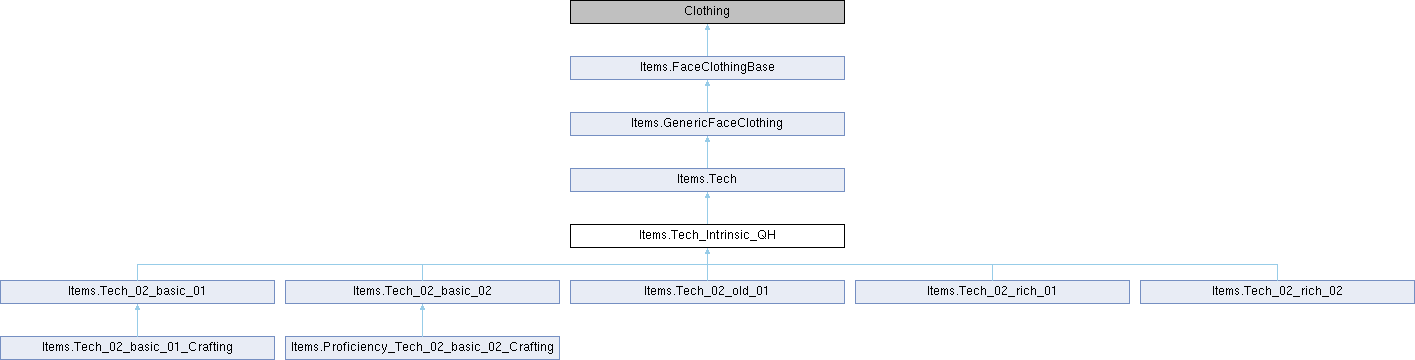 Clothing
Items.FaceClothingBase
Items.GenericFaceClothing
Items.Tech
Items.Tech_Intrinsic_QH
Items.Tech_02_basic_01
Items.Tech_02_basic_02
Items.Tech_02_old_01
Items.Tech_02_rich_01
Items.Tech_02_rich_02
Items.Tech_02_basic_01_Crafting
Items.Proficiency_Tech_02_basic_02_Crafting